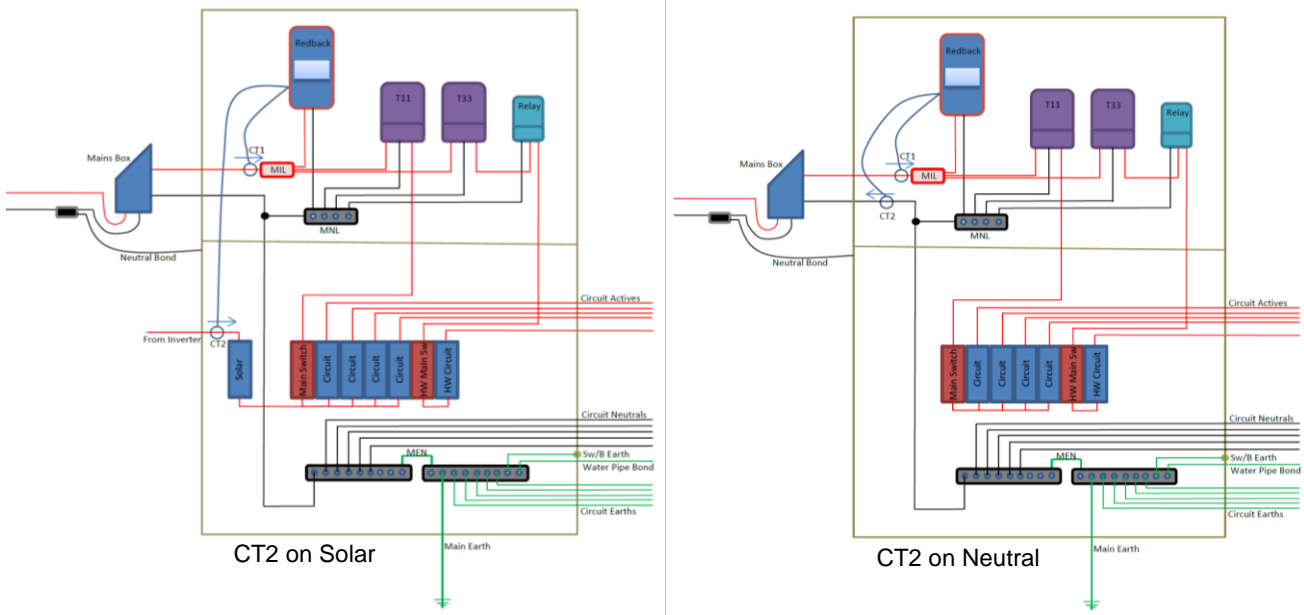 Redback
T11
T33
Relay
CT1
MIL
Mains Box
MNL
Neutral Bond
Circuit Actives
From Inverter
CT2
Solar
Main Switch
Circuit
Circuit
Circuit
Circuit
HW Main Sw
HW Circuit
Circuit Neutrals
MEN
Sw/B Earth
Water Pipe Bond
Circuit Earths
Main Earth
CT2 on Solar
Redback
T11
T33
Relay
CT1
MIL
Mains Box
CT2
MNL
Neutral Bond
Circuit Actives
Main Switch
Circuit
Circuit
Circuit
Circuit
HW Main Sw
HW Circuit
Circuit Neutrals
MEN
Sw/B Earth
Water Pipe Bond
Circuit Earths
Main Earth
CT2 on Neutral